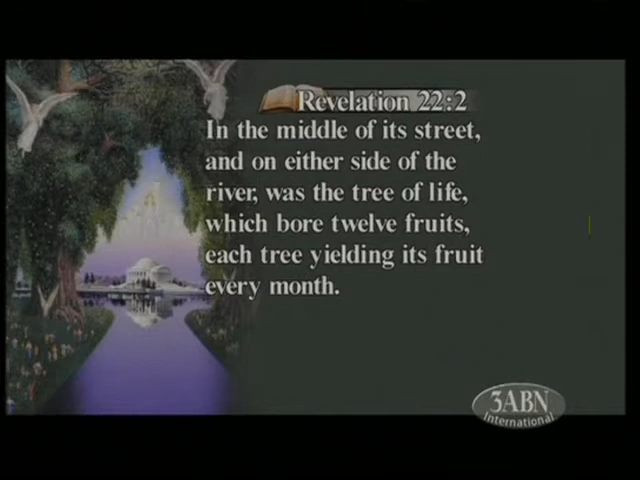 Revelation 22:2
In the middle of its street,
and on either side of the
river, was the tree of life,
which bore twelve fruits,
each tree yielding its fruit
every month.
3ABN
International